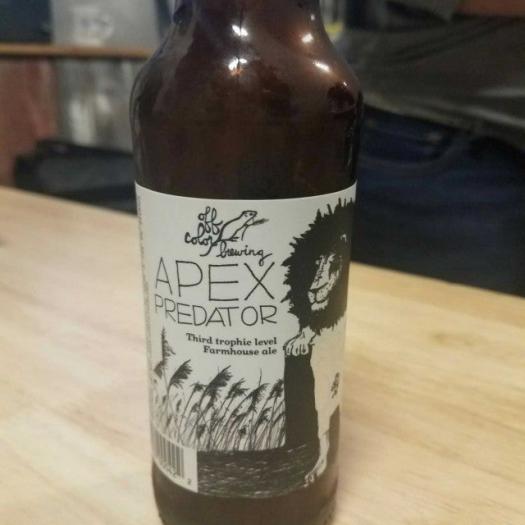 off
color
brewing
APEX
PREDATOR
Third trophic level
Farmhouse ale